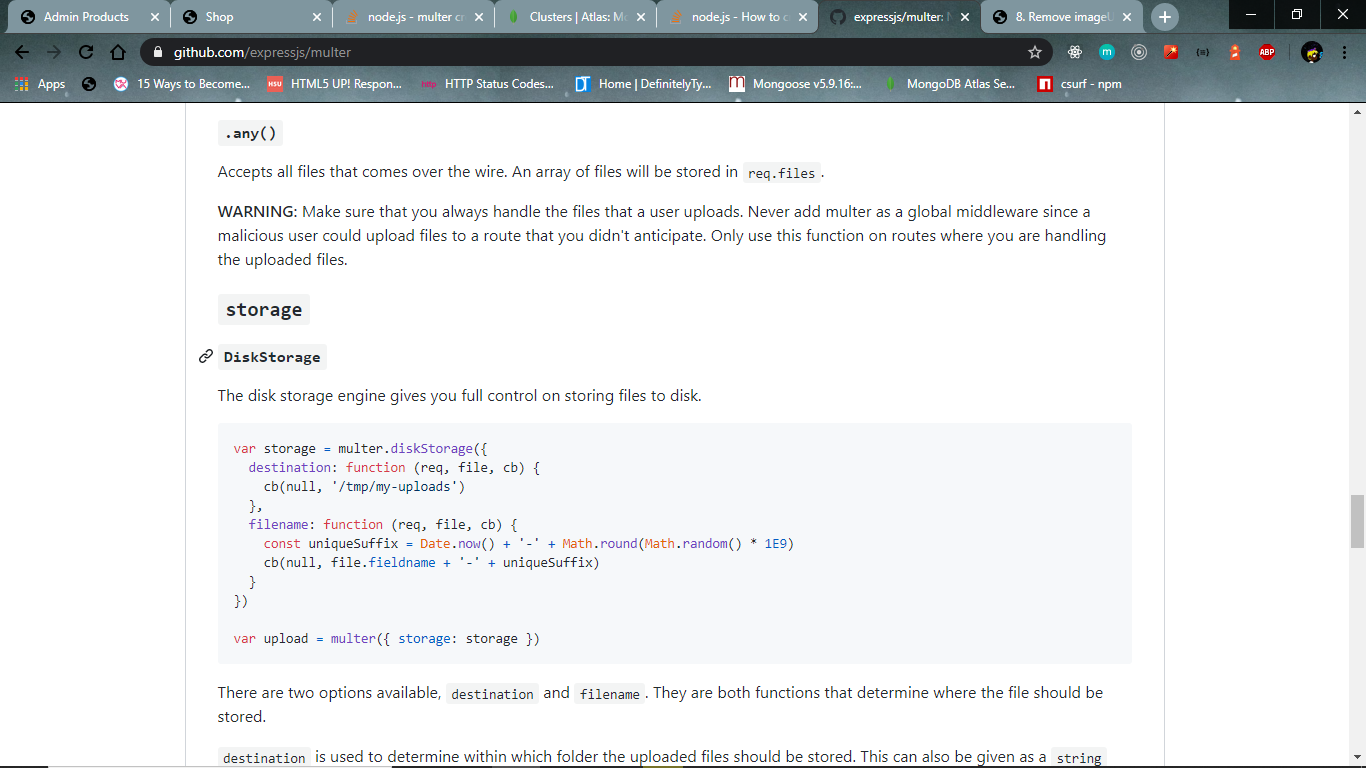 Admin Products
Shop
node.js - multer cr
Clusters | Atlas: Mo
node.js - How to c
expressjs/multer: N
8. Remove imageU
github.com/expressjs/multer
Apps
15 Ways to Become...
HTML5 UP! Respon...
HTTP Status Codes...
Home | DefinitelyTy...
Mongoose v5.9.16:...
MongoDB Atlas Se...
csurf - npm
.any()
Accepts all files that comes over the wire. An array of files will be stored in req.files.
WARNING: Make sure that you always handle the files that a user uploads. Never add multer as a global middleware since a
malicious user could upload files to a route that you didn't anticipate. Only use this function on routes where you are handling
the uploaded files.
storage
DiskStorage
The disk storage engine gives you full control on storing files to disk.
var storage = multer.diskStorage({
  destination: function (req, file, cb) {
    cb(null, '/tmp/my-uploads')
  },
  filename: function (req, file, cb) {
    const uniqueSuffix = Date.now() + '-' + Math.round(Math.random() * 1E9)
    cb(null, file.fieldname + '-' + uniqueSuffix)
  }
})
var upload = multer({ storage: storage })
There are two options available, destination and filename. They are both functions that determine where the file should be
stored.
destination is used to determine within which folder the uploaded files should be stored. This can also be given as a string